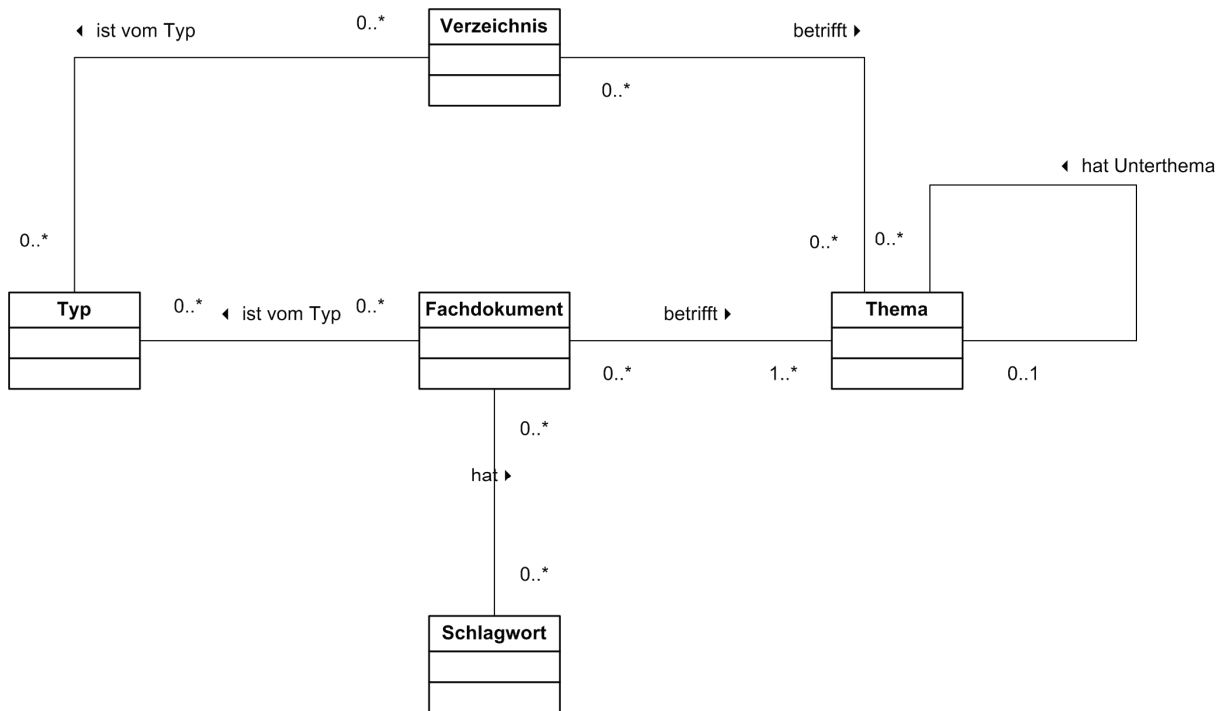 ◂ ist vom Typ
0..*
Verzeichnis
betrifft ▸
0..*
◂ hat Unterthema
0..*
0..*
0..*
Typ
0..*
◂ ist vom Typ
0..*
Fachdokument
betrifft ▸
Thema
0..*
1..*
0..1
0..*
hat ▸
0..*
Schlagwort